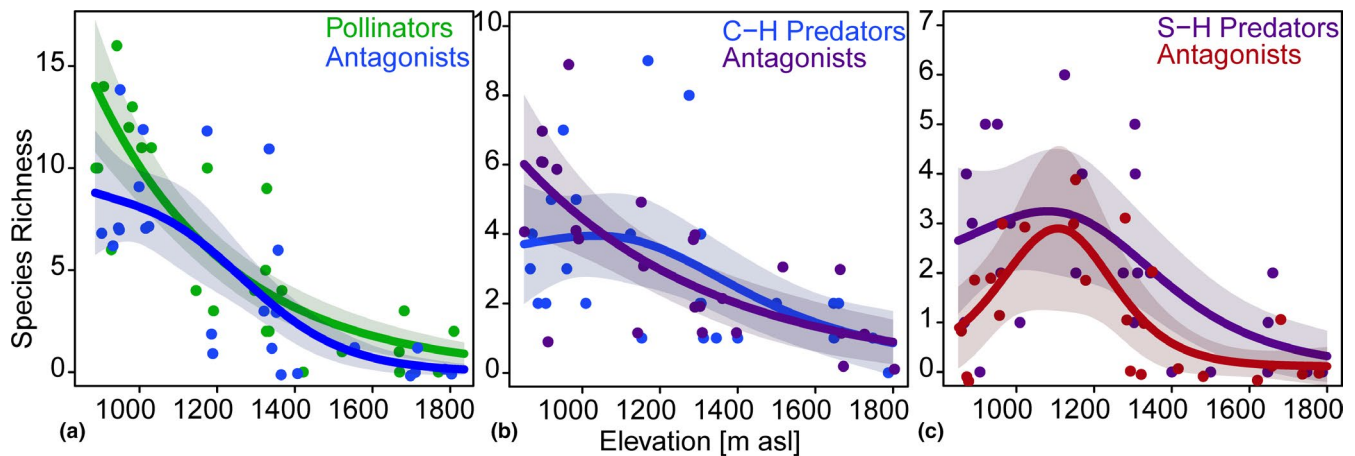 Species Richness
15
10
5
0
Pollinators
Antagonists
1000 1200 1400 1600 1800
(a)
10
8
6
4
2
0
C−H Predators
Antagonists
1000 1200 1400 1600 1800
(b)
Elevation [m asl]
7
6
5
4
3
2
1
0
S−H Predators
Antagonists
1000 1200 1400 1600 1800
(c)